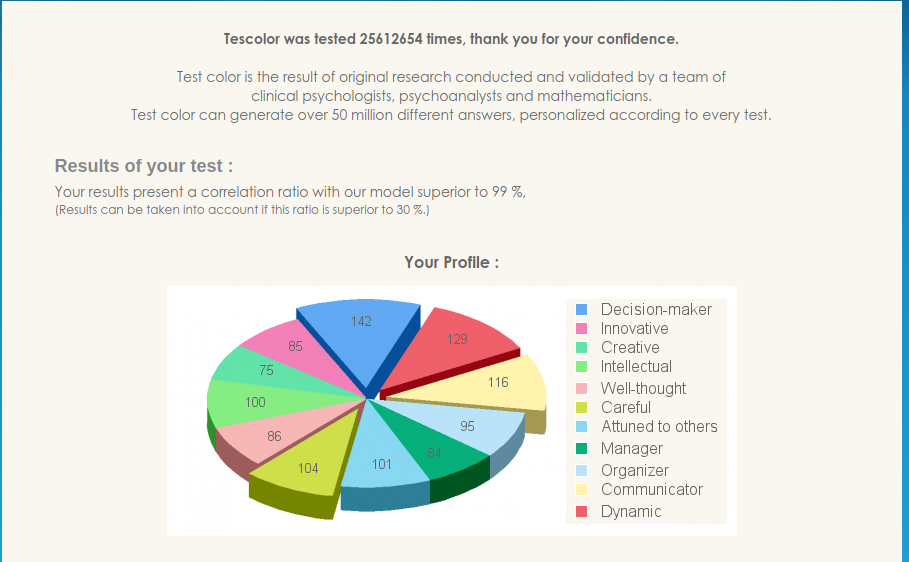 Tescolor was tested 25612654 times, thank you for your confidence.
Test color is the result of original research conducted and validated by a team of
clinical psychologists, psychoanalysts and mathematicians.
Test color can generate over 50 million different answers, personalized according to every test.
Results of your test :
Your results present a correlation ratio with our model superior to 99 %,
(Results can be taken into account if this ratio is superior to 30 %.)
Your Profile :
142
129
116
95
84
101
104
86
100
75
85
Decision-maker
Innovative
Creative
Intellectual
Well-thought
Careful
Attuned to others
Manager
Organizer
Communicator
Dynamic